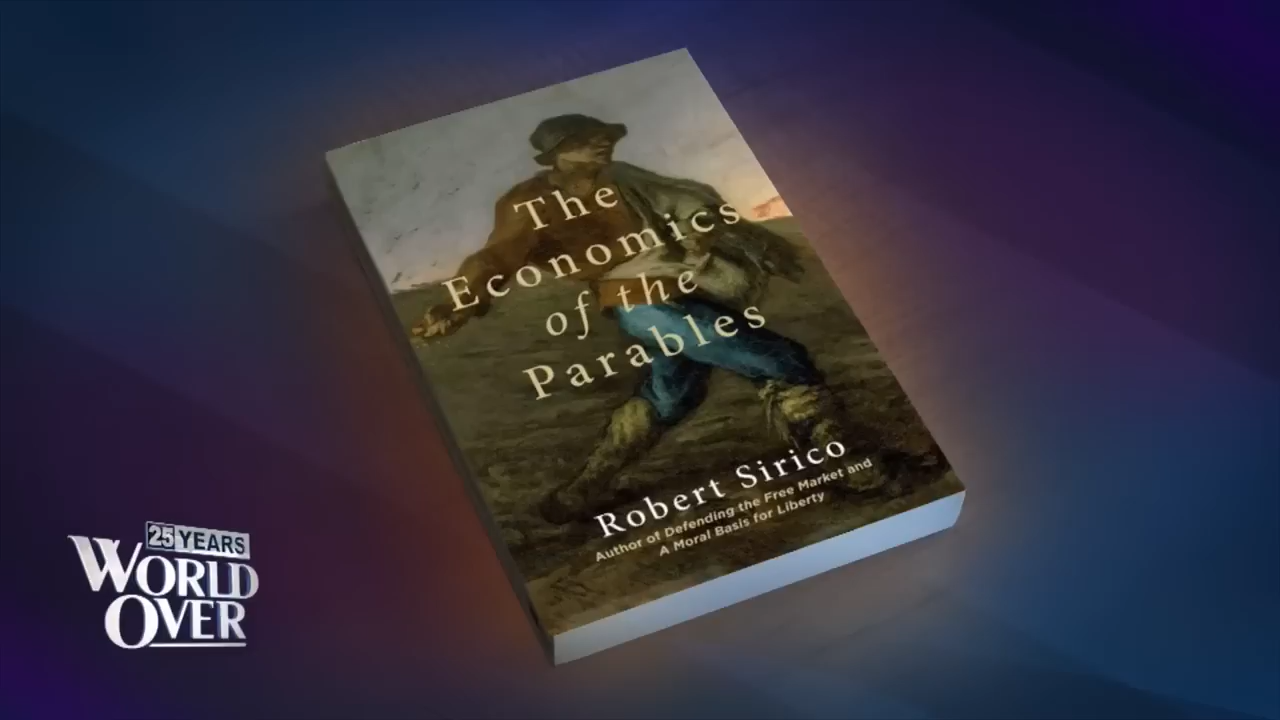 The
Economics
of the
Parables
Robert Sirico
Author of Defending the Free Market and
A Moral Basis for Liberty
25 YEARS
WORLD
OVER